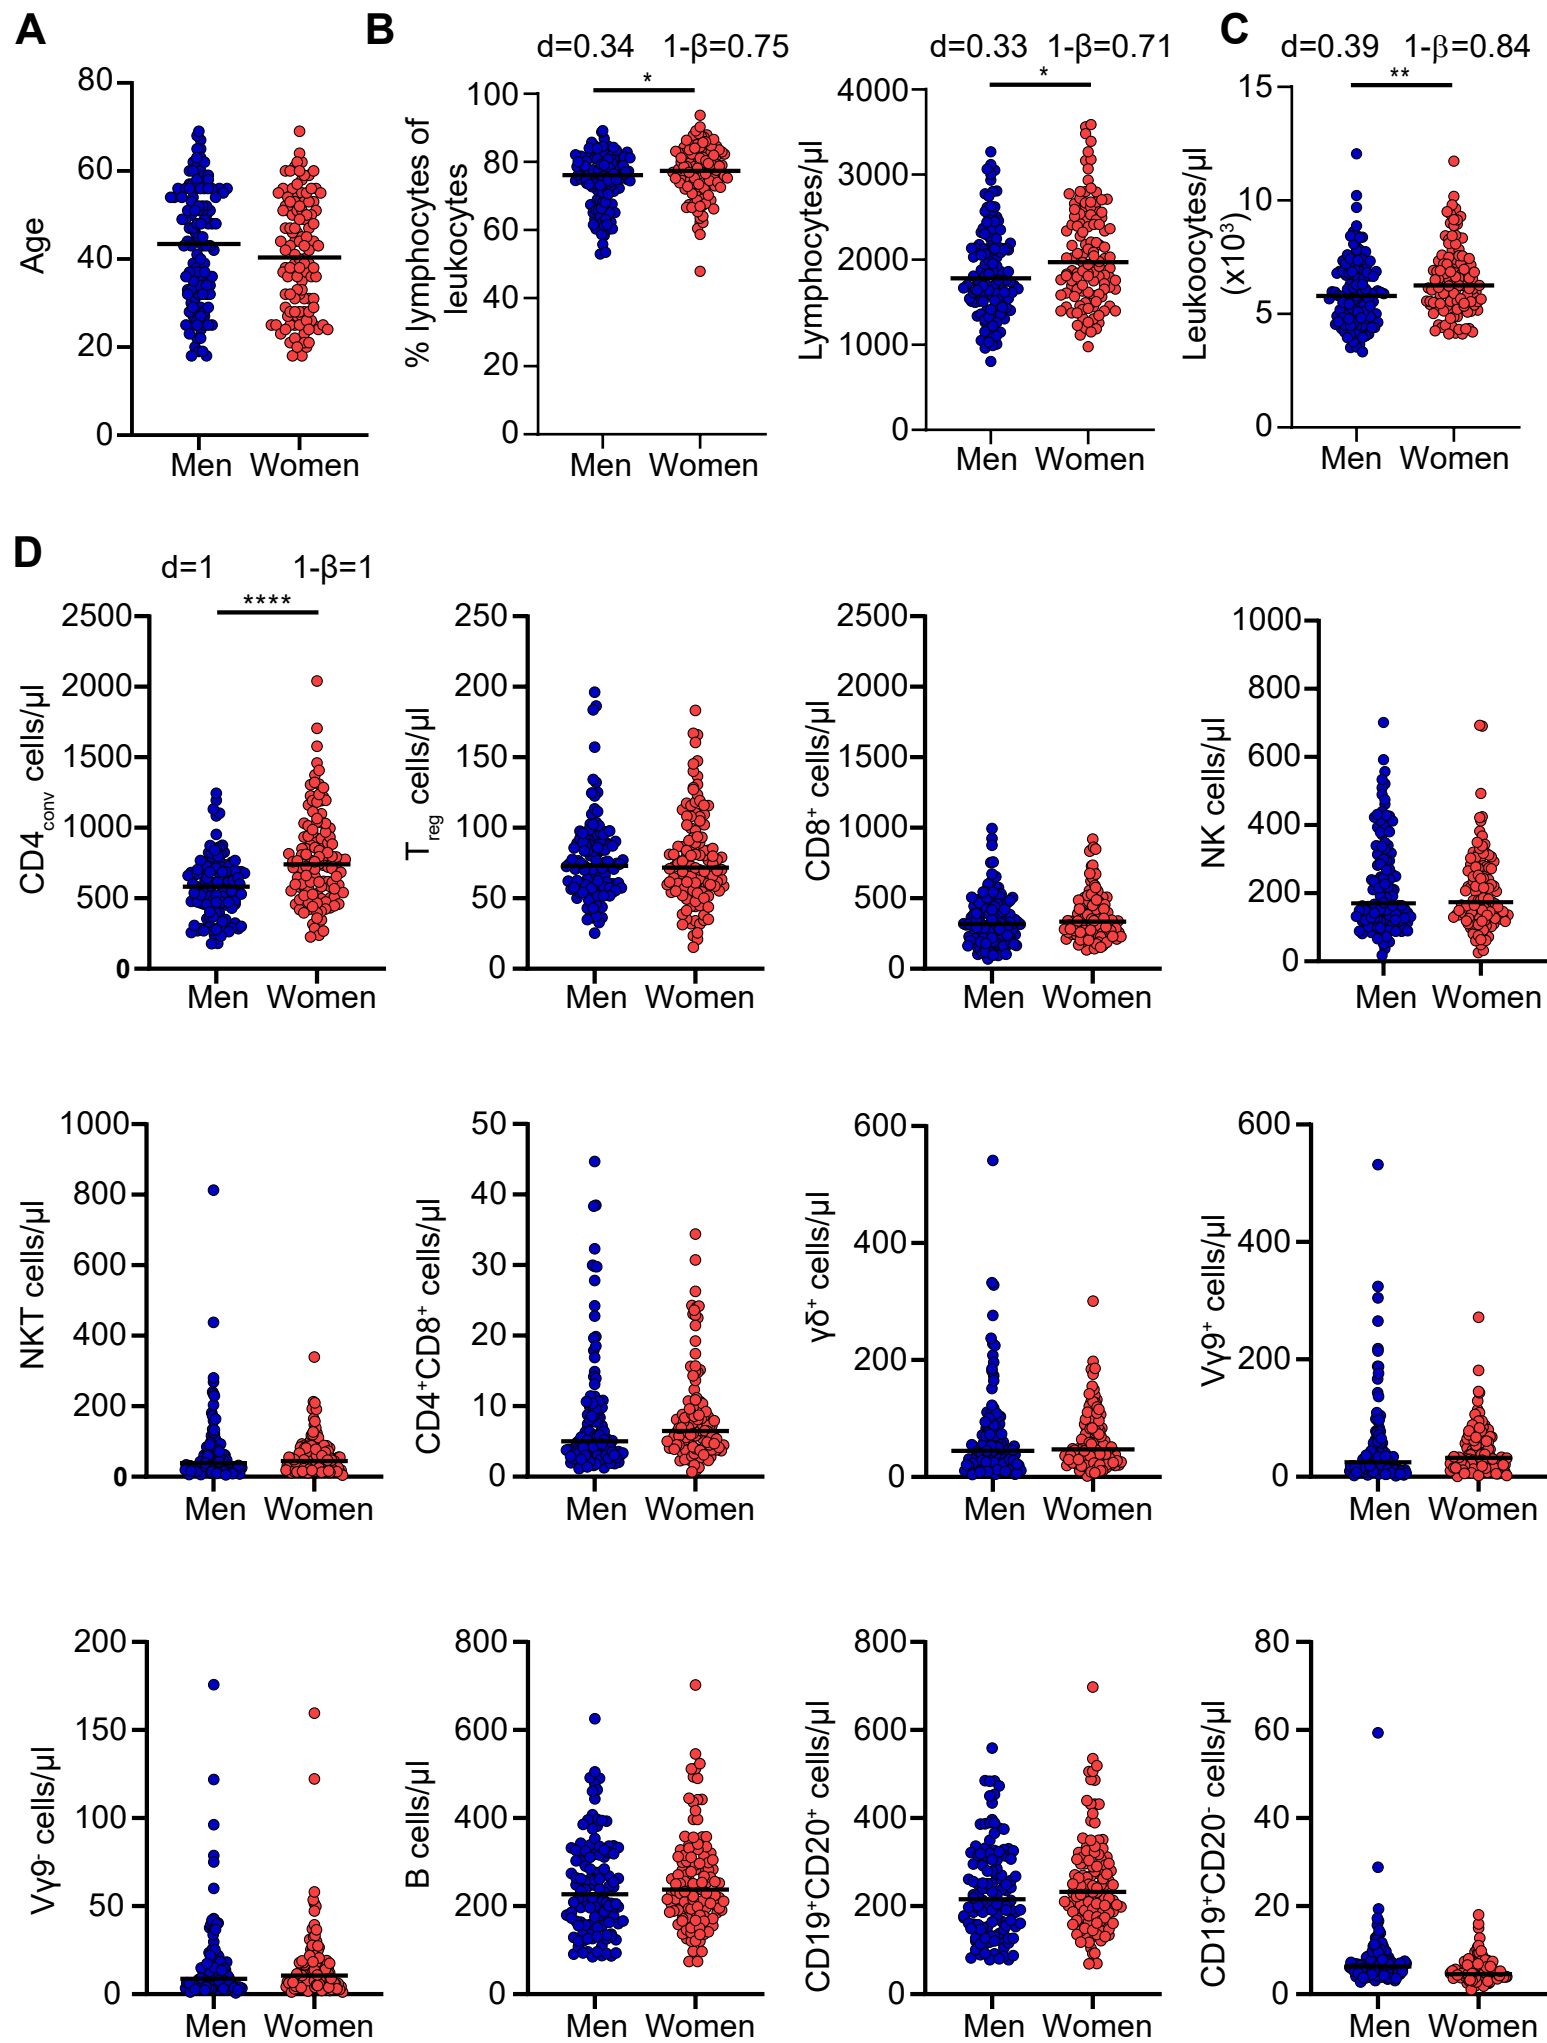 A
B
C
d=0.34 1-β=0.75
d=0.33 1-β=0.71
d=0.39 1-β=0.84
*
*
**
Age
80
60
40
20
0
Men Women
% lymphocytes of
leukocytes
100
80
60
40
20
0
Men Women
Lymphocytes/µl
4000
3000
2000
1000
0
Men Women
Leukoocytes/µl
(x10³)
15
10
5
0
Men Women
D
d=1 1-β=1
****
CD4conv cells/µl
2500
2000
1500
1000
500
0
Men Women
Treg cells/µl
250
200
150
100
50
0
Men Women
CD8⁺ cells/µl
2500
2000
1500
1000
500
0
Men Women
NK cells/µl
1000
800
600
400
200
0
Men Women
NKT cells/µl
1000
800
600
400
200
0
Men Women
CD4⁺CD8⁺ cells/µl
50
40
30
20
10
0
Men Women
γδ⁺ cells/µl
600
400
200
0
Men Women
Vγ9⁺ cells/µl
600
400
200
0
Men Women
Vγ9⁻ cells/µl
200
150
100
50
0
Men Women
B cells/µl
800
600
400
200
0
Men Women
CD19⁺CD20⁺ cells/µl
800
600
400
200
0
Men Women
CD19⁺CD20⁻ cells/µl
80
60
40
20
0
Men Women